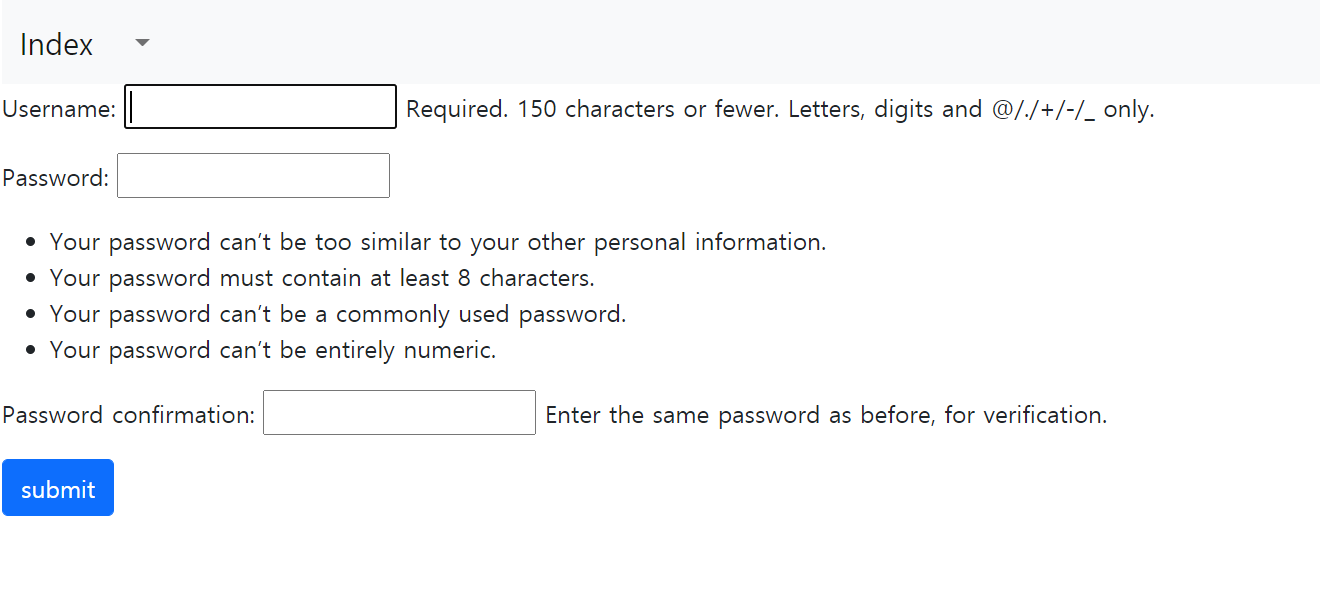 Index
Username: Required. 150 characters or fewer. Letters, digits and @/./+/-/_ only.
Password:
Your password can’t be too similar to your other personal information.
Your password must contain at least 8 characters.
Your password can’t be a commonly used password.
Your password can’t be entirely numeric.
Password confirmation: Enter the same password as before, for verification.
submit